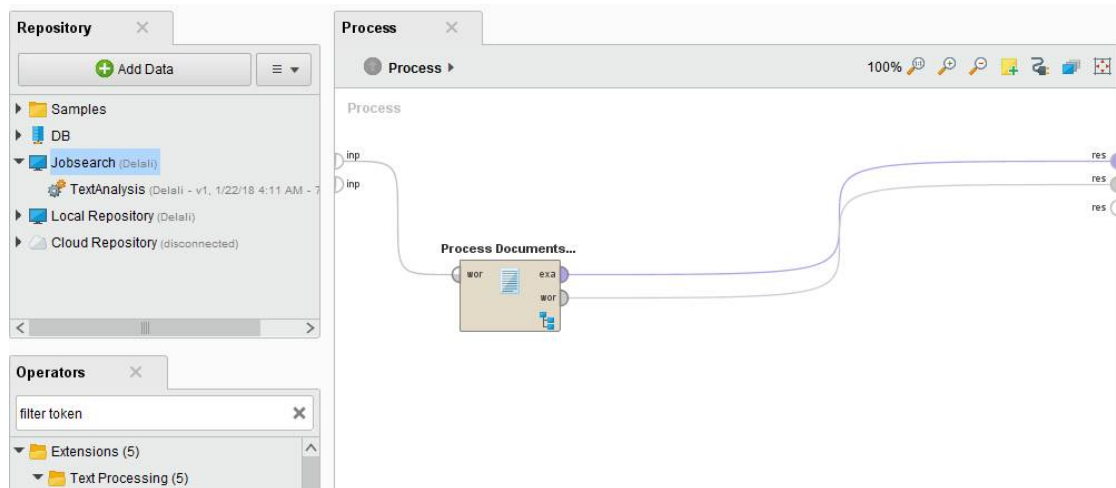 Repository
Add Data
Samples
DB
Jobsearch (Delali)
TextAnalysis (Delali - v1, 1/22/18 4:11 AM - 7
Local Repository (Delali)
Cloud Repository (disconnected)
Operators
filter token
Extensions (5)
Text Processing (5)
Process
Process
100%
Process
inp
inp
res
res
res
Process Documents...
wor
exa
wor